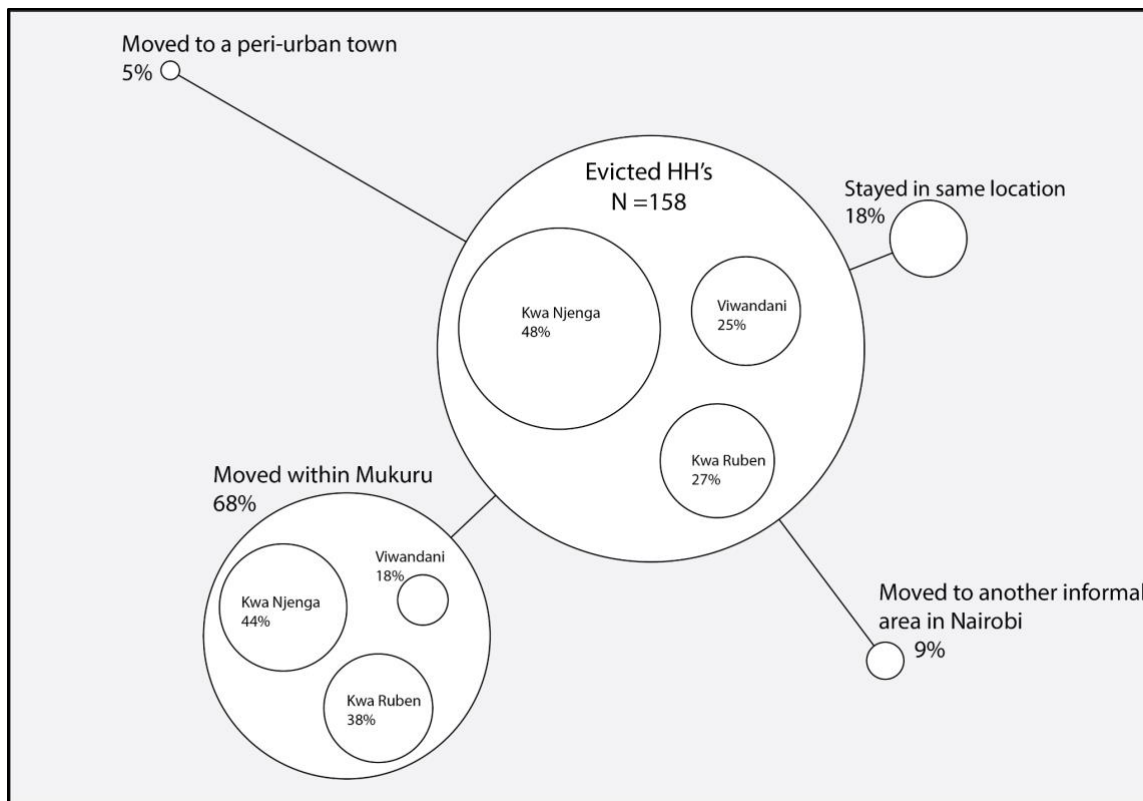 Moved to a peri-urban town
5%
Evicted HH's
N =158
Stayed in same location
18%
Kwa Njenga
48%
Viwandani
25%
Kwa Ruben
27%
Moved within Mukuru
68%
Viwandani
18%
Kwa Njenga
44%
Kwa Ruben
38%
Moved to another informal
area in Nairobi
9%